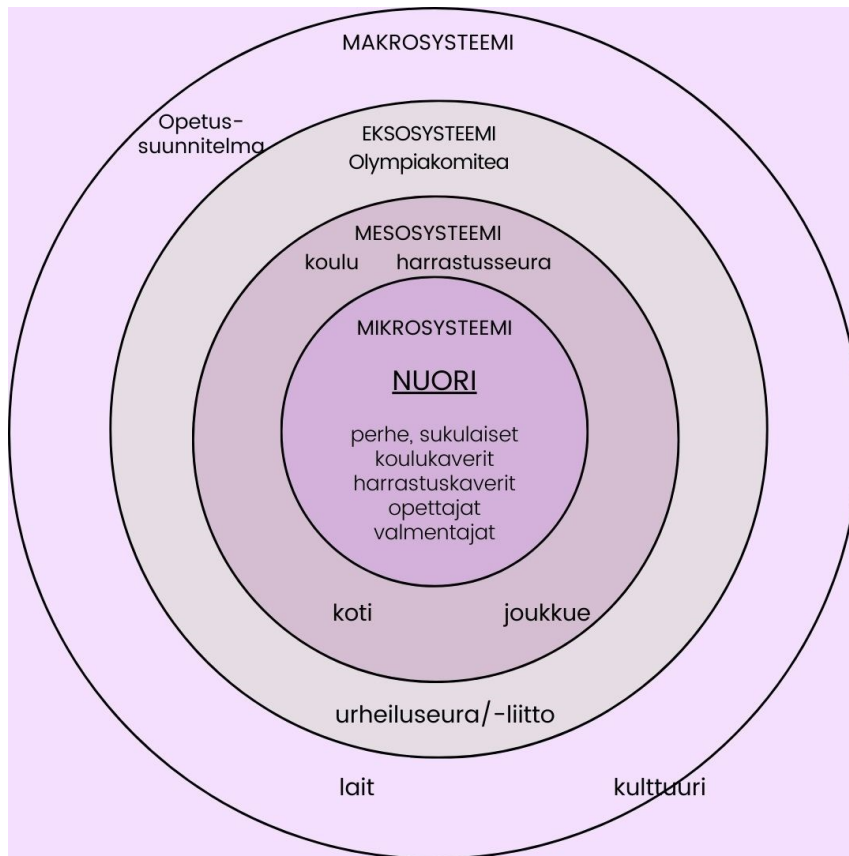 MAKROSYSTEEMI
Opetus-
suunnitelma
EKSOSYSTEEMI
Olympiakomitea
MESOSYSTEEMI
koulu harrastusseura
MIKROSYSTEEMI
NUORI
perhe, sukulaiset
koulukaverit
harrastuskaverit
opettajat
valmentajat
koti joukkue
urheiluseura/-liitto
lait kulttuuri